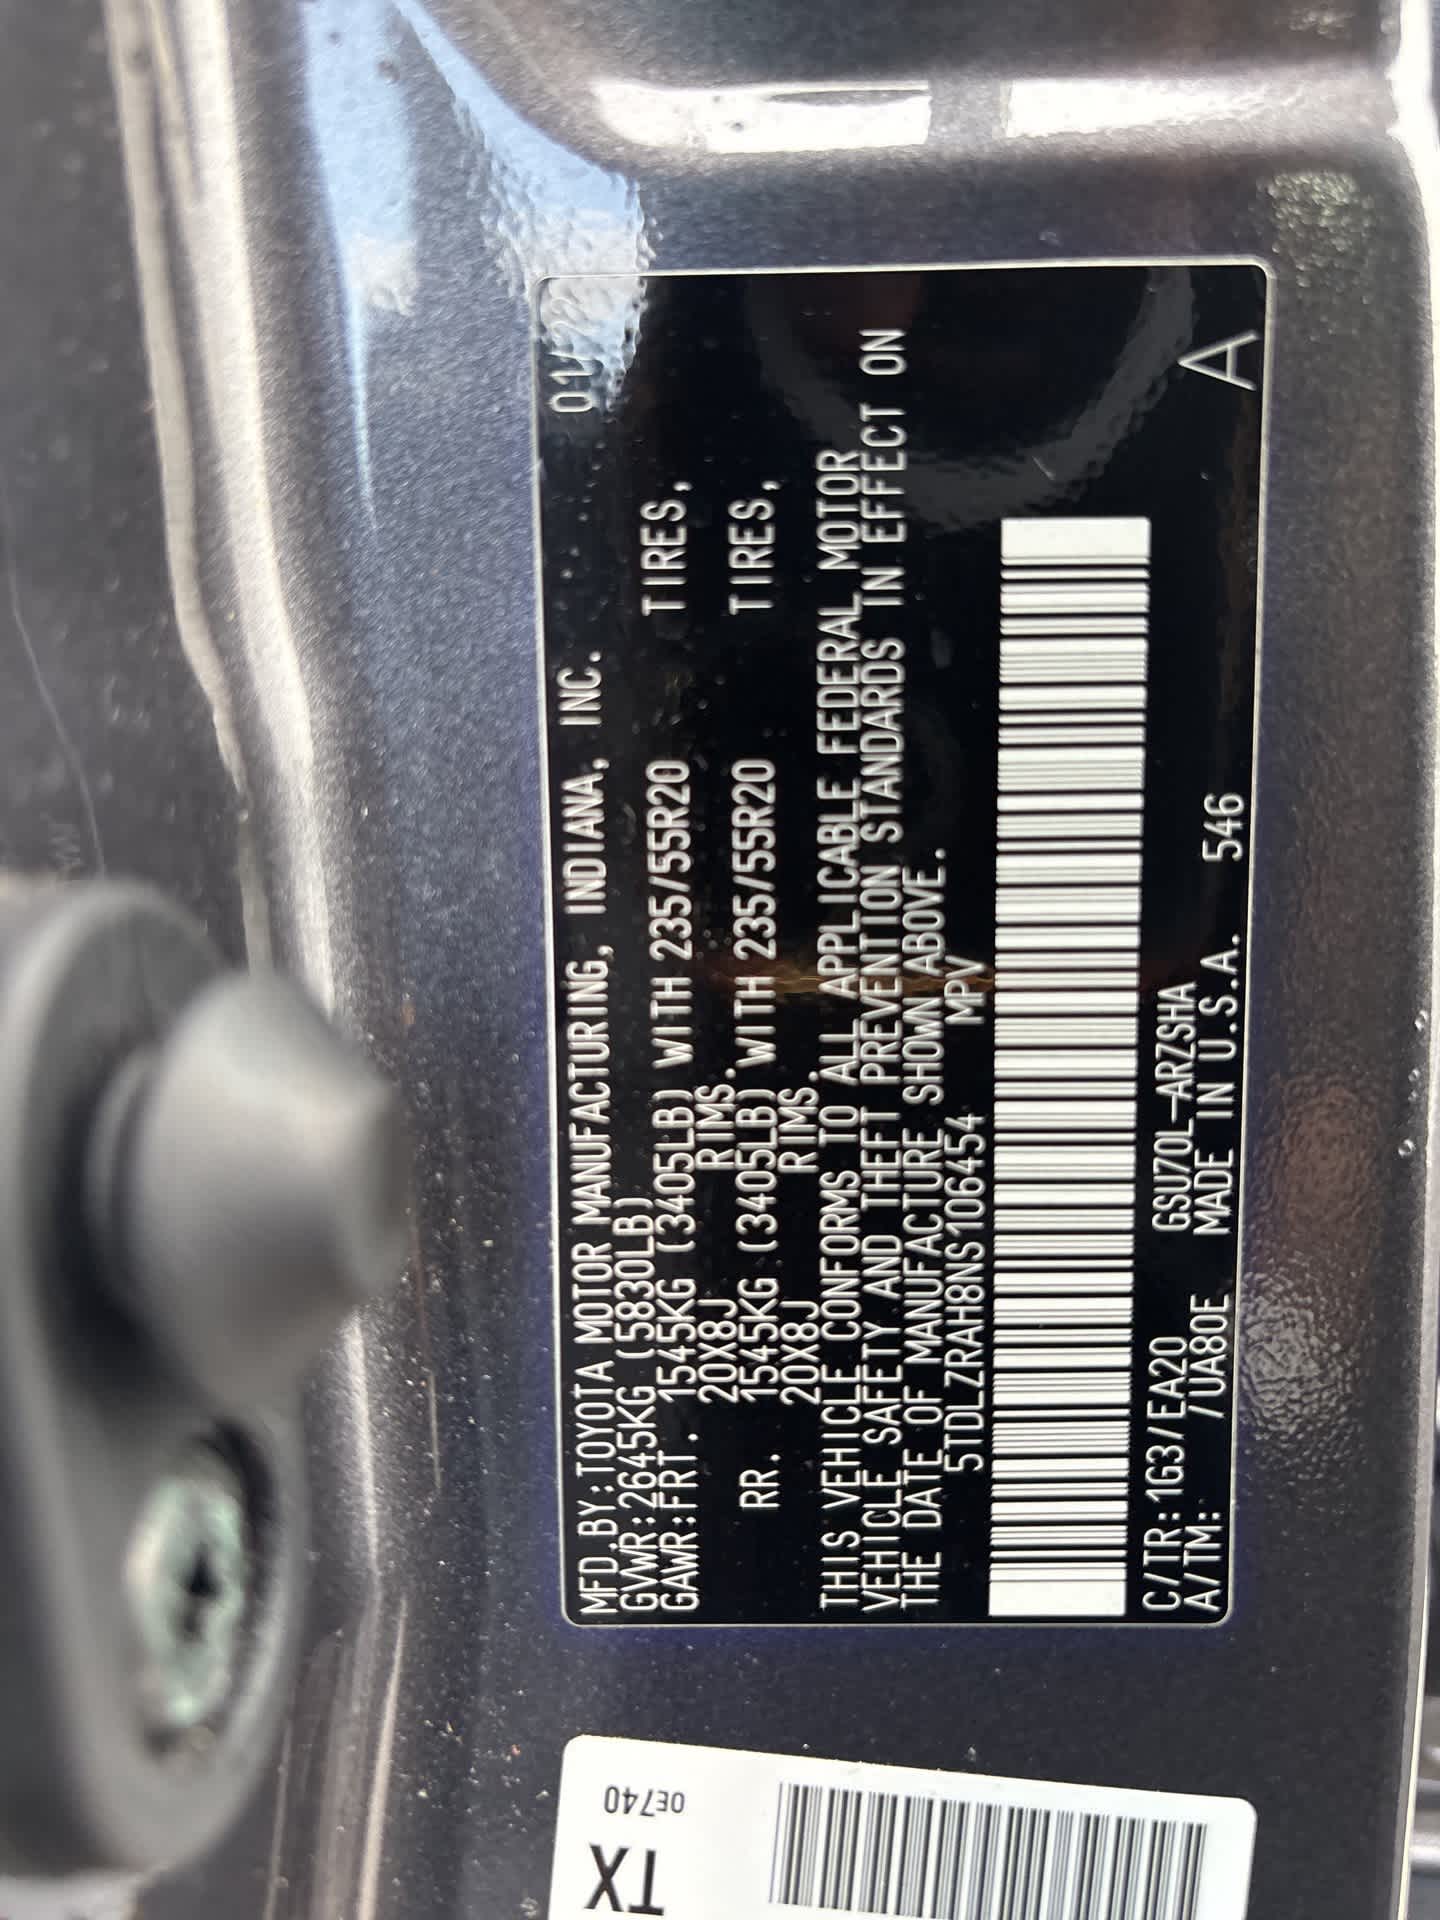 MFD.BY:TOYOTA MOTOR MANUFACTURING, INDIANA, INC. 01/
GVWR:2645KG (5830LB)
GAWR:FRT. 1545KG (3405LB) WITH 235/55R20 TIRES,
20X8J RIMS.
RR. 1545KG (3405LB) WITH 235/55R20 TIRES,
20X8J RIMS.
THIS VEHICLE CONFORMS TO ALL APPLICABLE FEDERAL MOTOR
VEHICLE SAFETY AND THEFT PREVENTION STANDARDS IN EFFECT ON
THE DATE OF MANUFACTURE SHOWN ABOVE.
5TDLZRAH8NS106454 MPV
C/TR:1G3/EA20 GSU70L-ARZSHA
A/TM: /UA80E MADE IN U.S.A. 546 A
TX
0E740